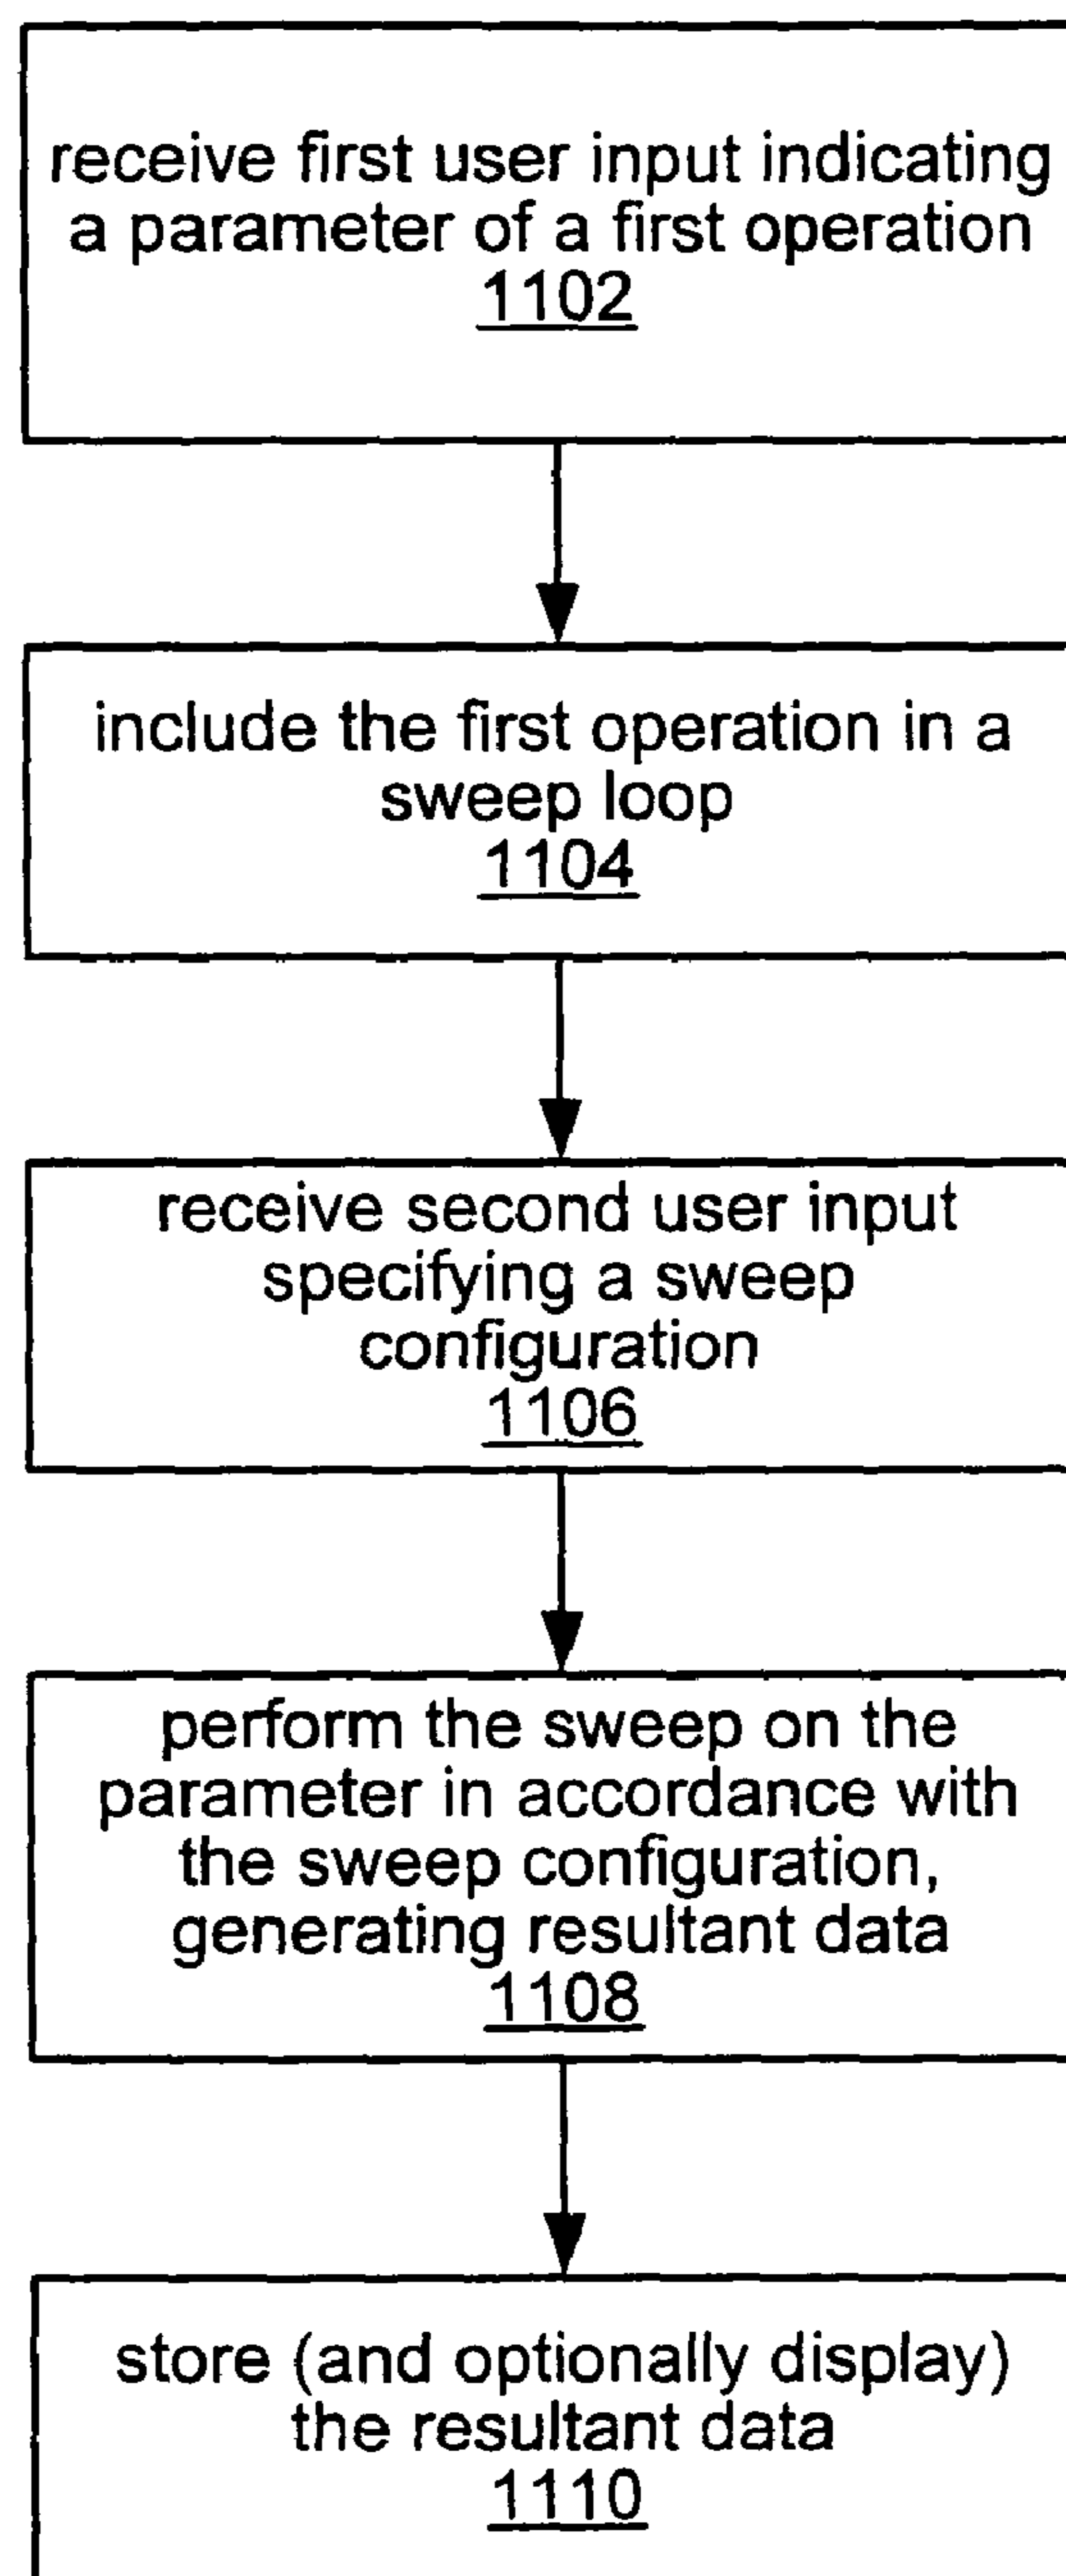 receive first user input indicating
a parameter of a first operation
1102
include the first operation in a
sweep loop
1104
receive second user input
specifying a sweep
configuration
1106
perform the sweep on the
parameter in accordance with
the sweep configuration,
generating resultant data
1108
store (and optionally display)
the resultant data
1110